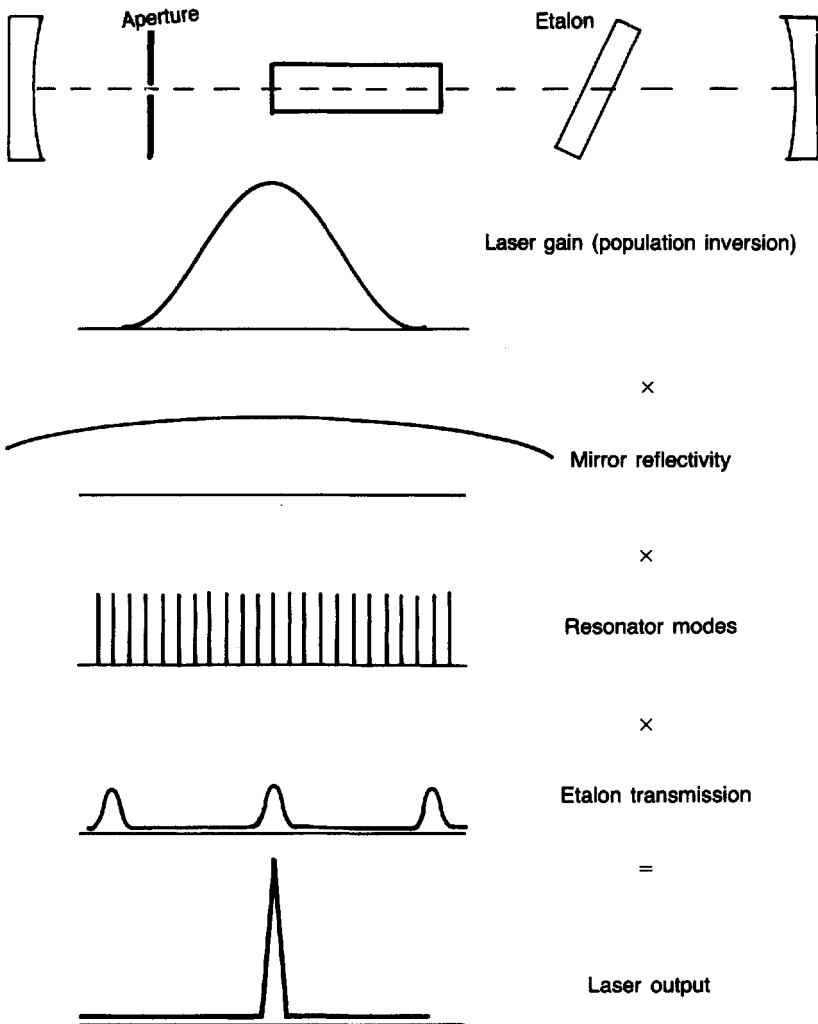 Aperture
Etalon
Laser gain (population inversion)
×
Mirror reflectivity
×
Resonator modes
×
Etalon transmission
=
Laser output